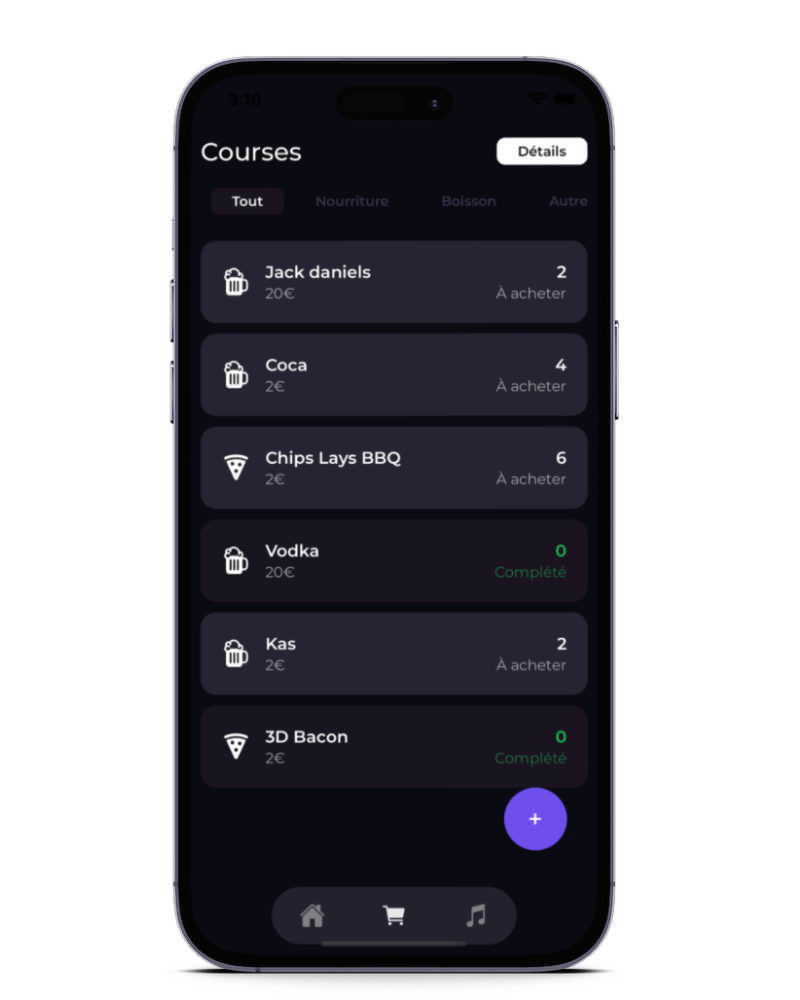 3:10
Courses
Détails
Tout Nourriture Boisson Autre
Jack daniels 2
20€ À acheter
Coca 4
2€ À acheter
Chips Lays BBQ 6
2€ À acheter
Vodka 0
20€ Complété
Kas 2
2€ À acheter
3D Bacon 0
2€ Complété
+